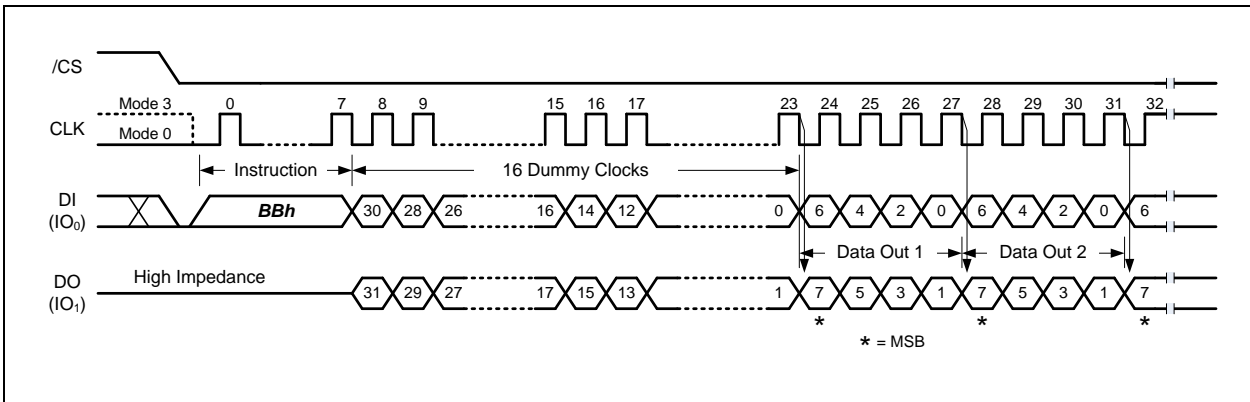 /CS
Mode 3 0 7 8 9 15 16 17 23 24 25 26 27 28 29 30 31 32
CLK
Mode 0
Instruction 16 Dummy Clocks
DI
(IO0)
BBh 30 28 26 16 14 12 0 6 4 2 0 6 4 2 0 6
Data Out 1 Data Out 2
DO
(IO1)
High Impedance
31 29 27 17 15 13 1 7 5 3 1 7 5 3 1 7
* * *
* = MSB